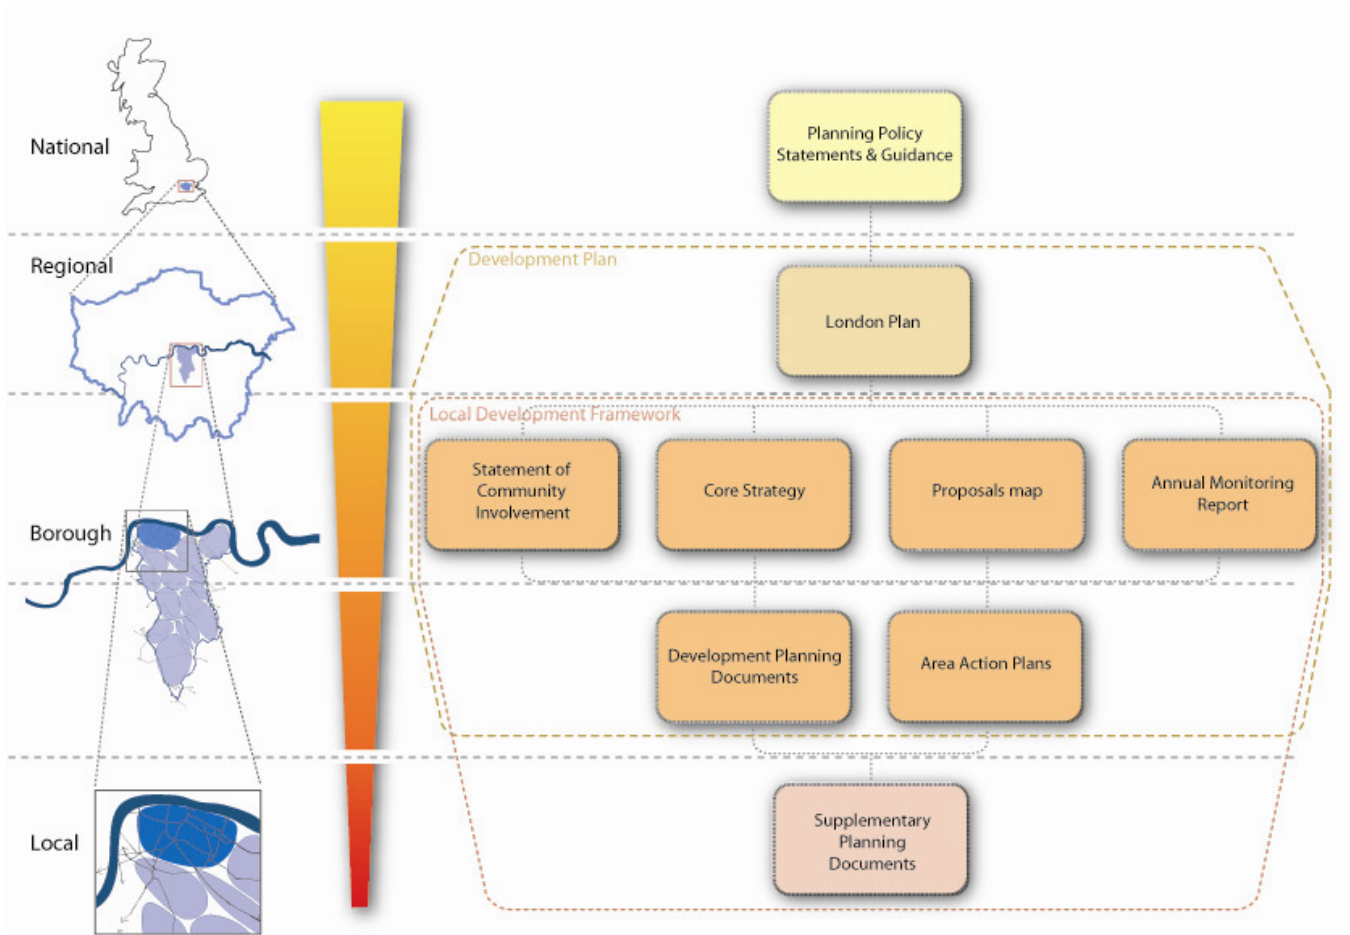 National
Planning Policy
Statements & Guidance
Regional
Development Plan
London Plan
Local Development Framework
Statement of
Community
Involvement
Core Strategy
Proposals map
Annual Monitoring
Report
Borough
Development Planning
Documents
Area Action Plans
Local
Supplementary
Planning
Documents